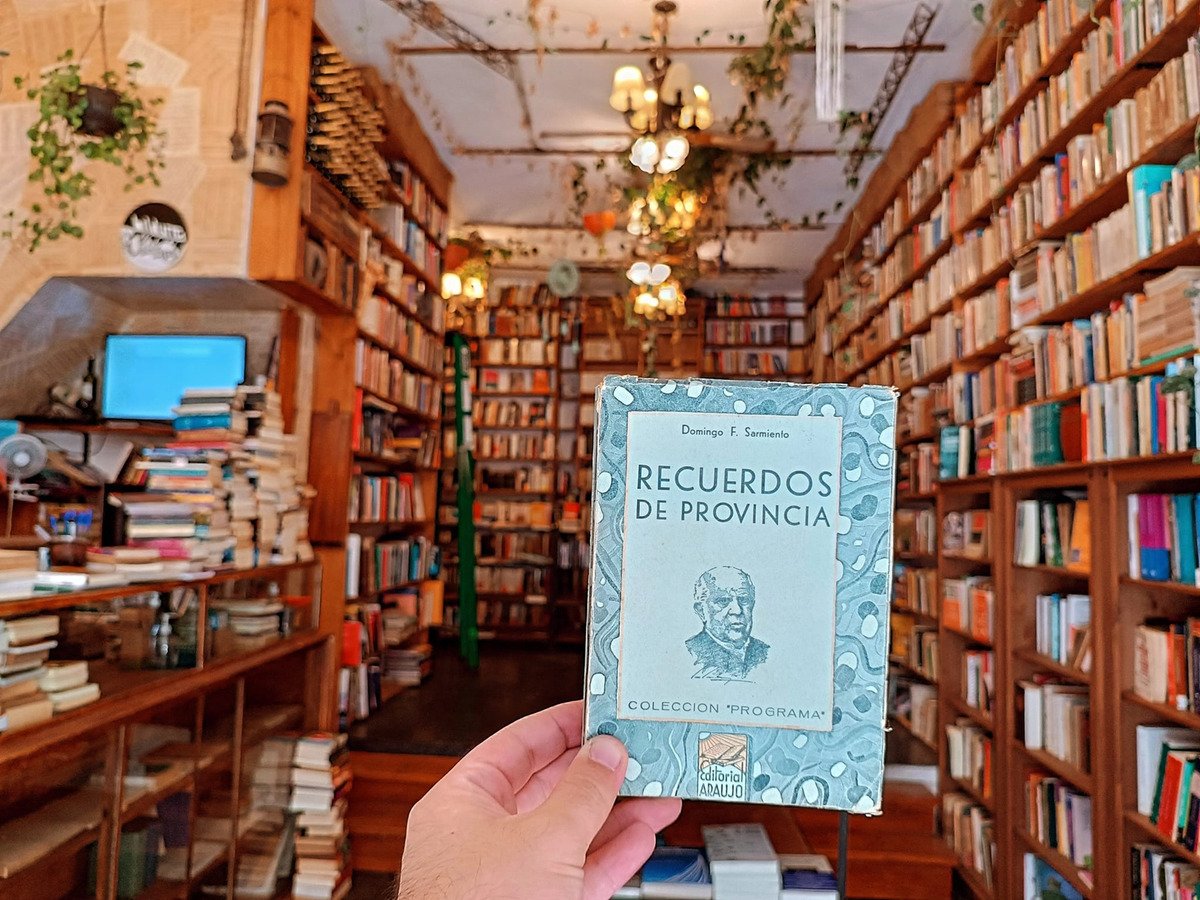 Domingo F. Sarmiento
RECUERDOS
DE PROVINCIA
COLECCION "PROGRAMA"
Editorial
ARAUJO